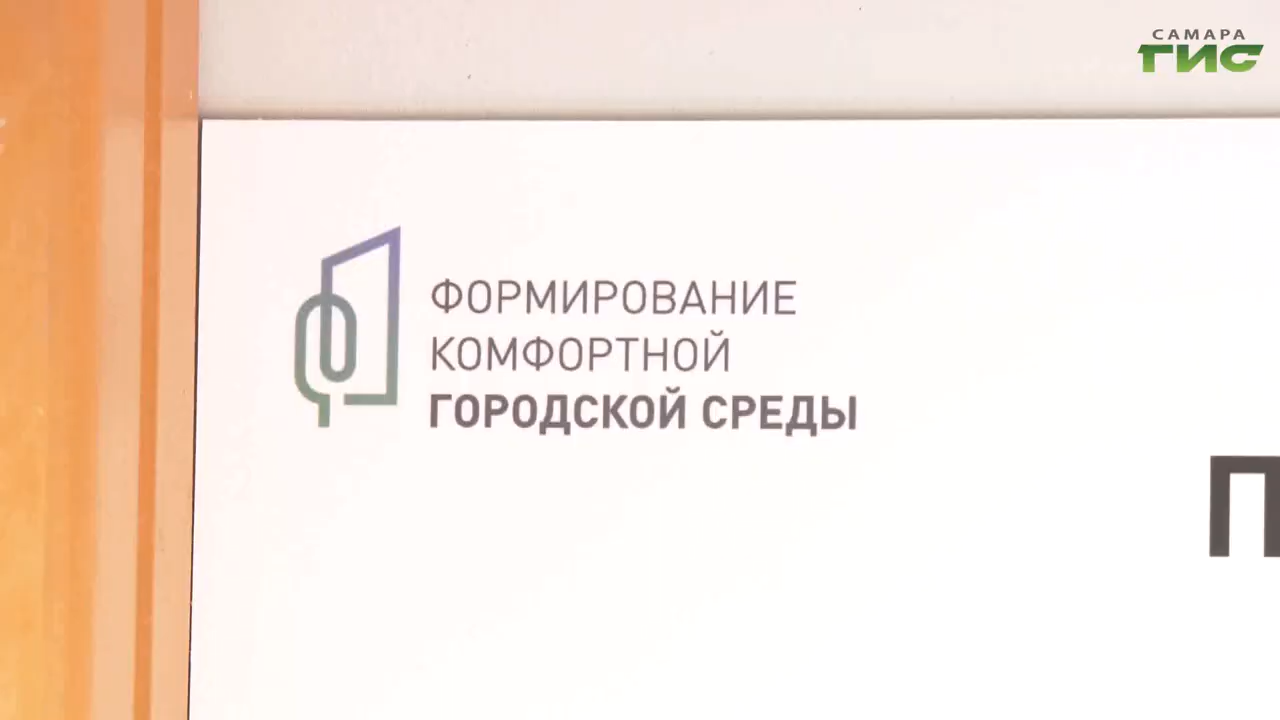 САМАРА
ГИС
ФОРМИРОВАНИЕ
КОМФОРТНОЙ
ГОРОДСКОЙ СРЕДЫ
П